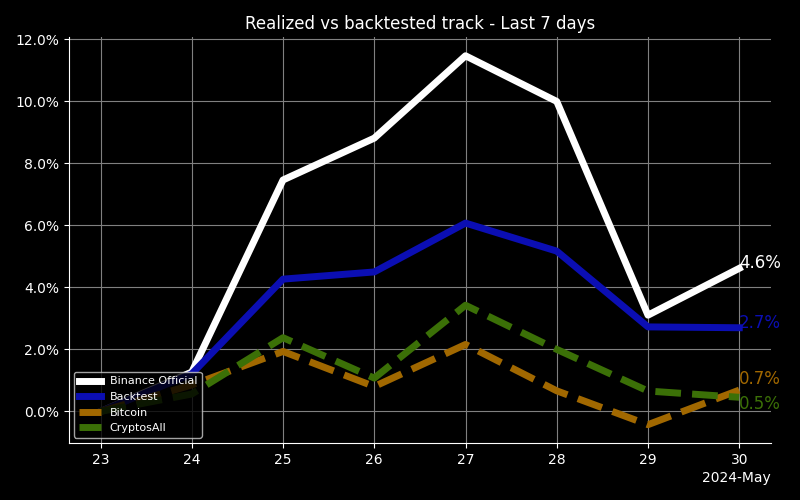 Realized vs backtested track - Last 7 days
12.0%
10.0%
8.0%
6.0%
4.0%
2.0%
0.0%
4.6%
2.7%
0.7%
0.5%
Binance Official
Backtest
Bitcoin
CryptosAll
23 24 25 26 27 28 29 30
2024-May